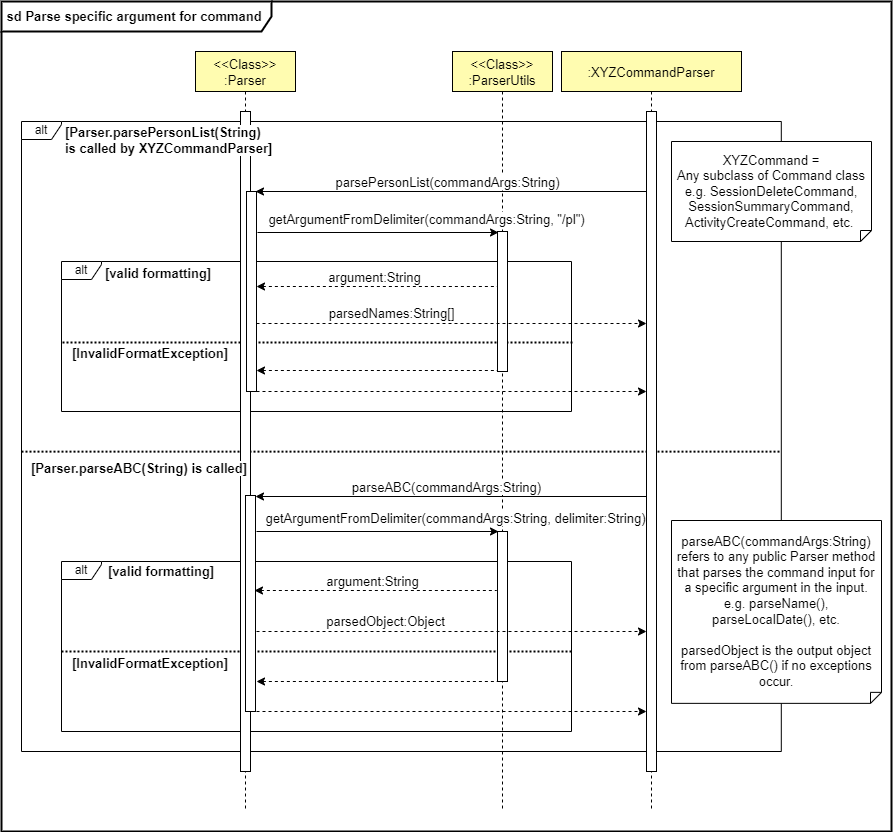 sd Parse specific argument for command
<<Class>>
:Parser
<<Class>>
:ParserUtils
:XYZCommandParser
alt
[Parser.parsePersonList(String)
is called by XYZCommandParser]
XYZCommand =
Any subclass of Command class
e.g. SessionDeleteCommand,
SessionSummaryCommand,
ActivityCreateCommand, etc.
parsePersonList(commandArgs:String)
getArgumentFromDelimiter(commandArgs:String, "/pl")
alt
[valid formatting]
argument:String
parsedNames:String[]
[InvalidFormatException]
[Parser.parseABC(String) is called]
parseABC(commandArgs:String)
getArgumentFromDelimiter(commandArgs:String, delimiter:String)
alt
[valid formatting]
argument:String
parsedObject:Object
[InvalidFormatException]
parseABC(commandArgs:String)
refers to any public Parser method
that parses the command input for
a specific argument in the input.
e.g. parseName(),
parseLocalDate(), etc.
parsedObject is the output object
from parseABC() if no exceptions
occur.